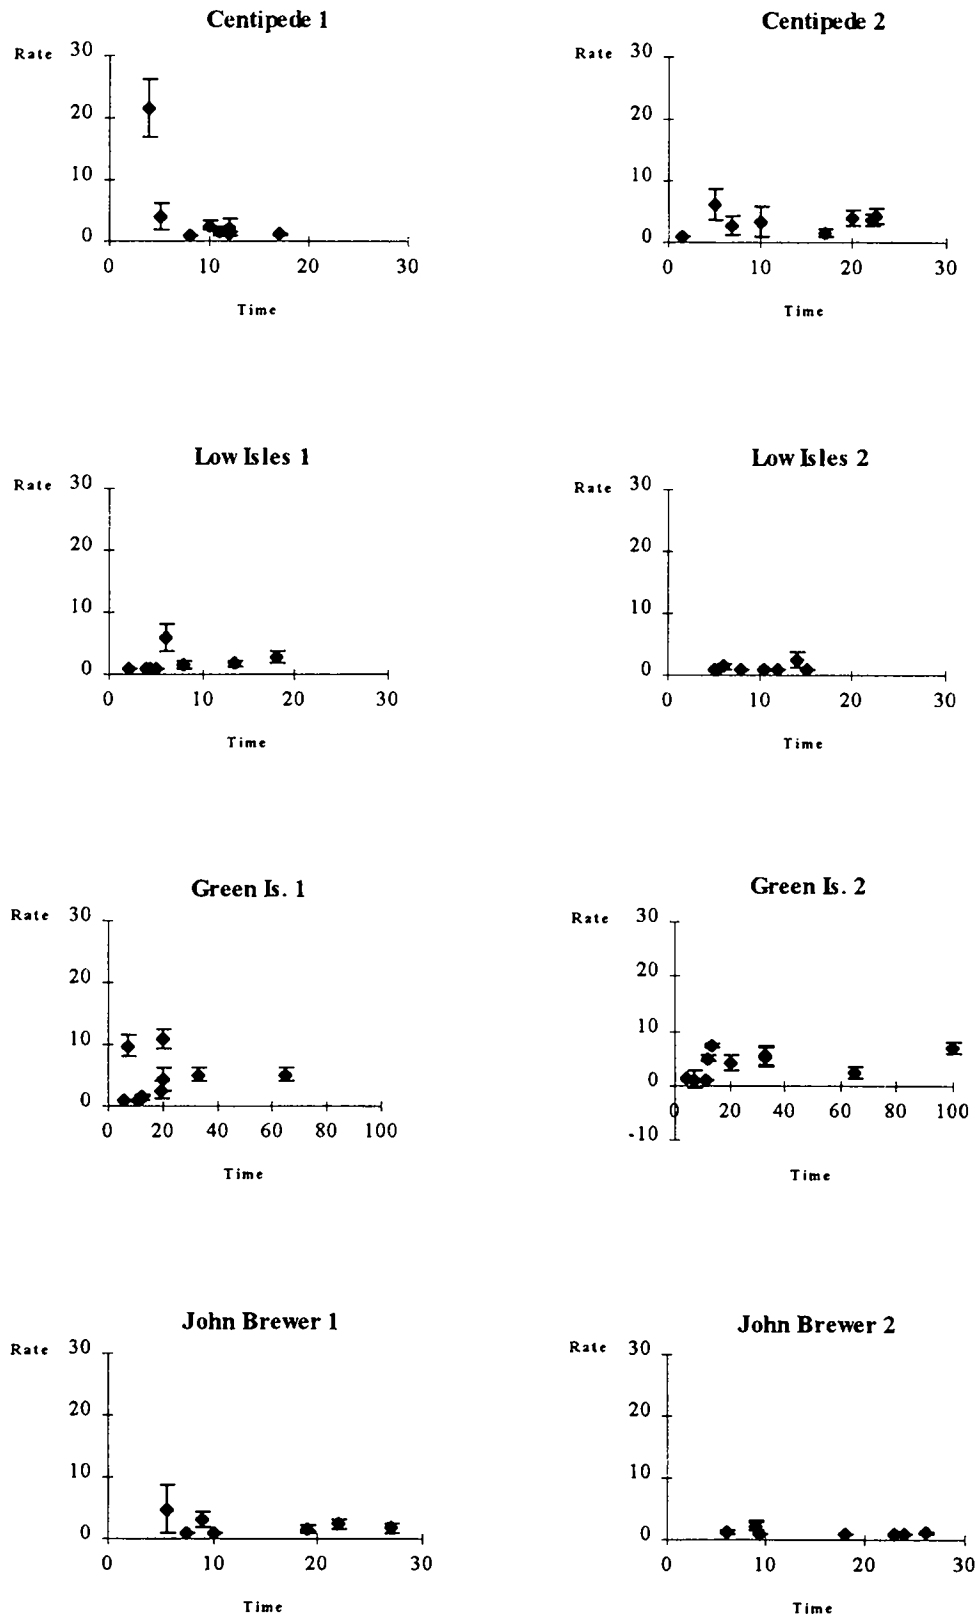 Centipede 1
Rate 30
20
10
0
0 10 20 30
Time
Centipede 2
Rate 30
20
10
0
0 10 20 30
Time
Low Isles 1
Rate 30
20
10
0
0 10 20 30
Time
Low Isles 2
Rate 30
20
10
0
0 10 20 30
Time
Green Is. 1
Rate 30
20
10
0
0 20 40 60 80 100
Time
Green Is. 2
Rate 30
20
10
0
0 20 40 60 80 100
-10
Time
John Brewer 1
Rate 30
20
10
0
0 10 20 30
Time
John Brewer 2
Rate 30
20
10
0
0 10 20 30
Time